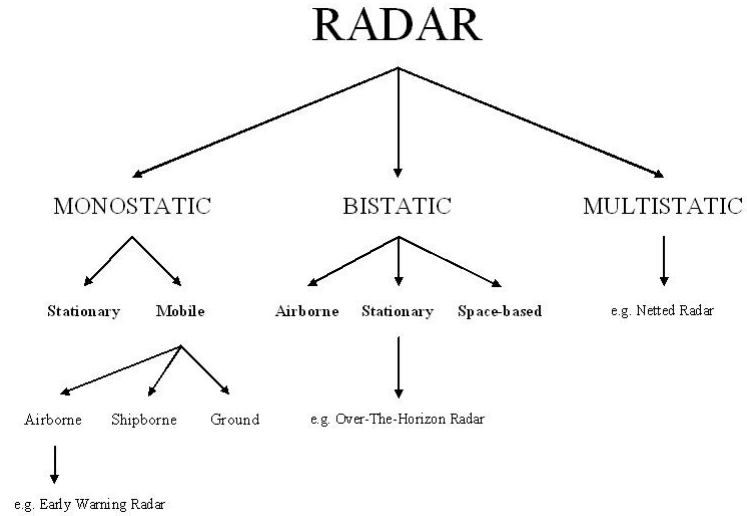 RADAR
MONOSTATIC BISTATIC MULTISTATIC
Stationary Mobile Airborne Stationary Space-based e.g. Netted Radar
Airborne Shipborne Ground e.g. Over-The-Horizon Radar
e.g. Early Warning Radar